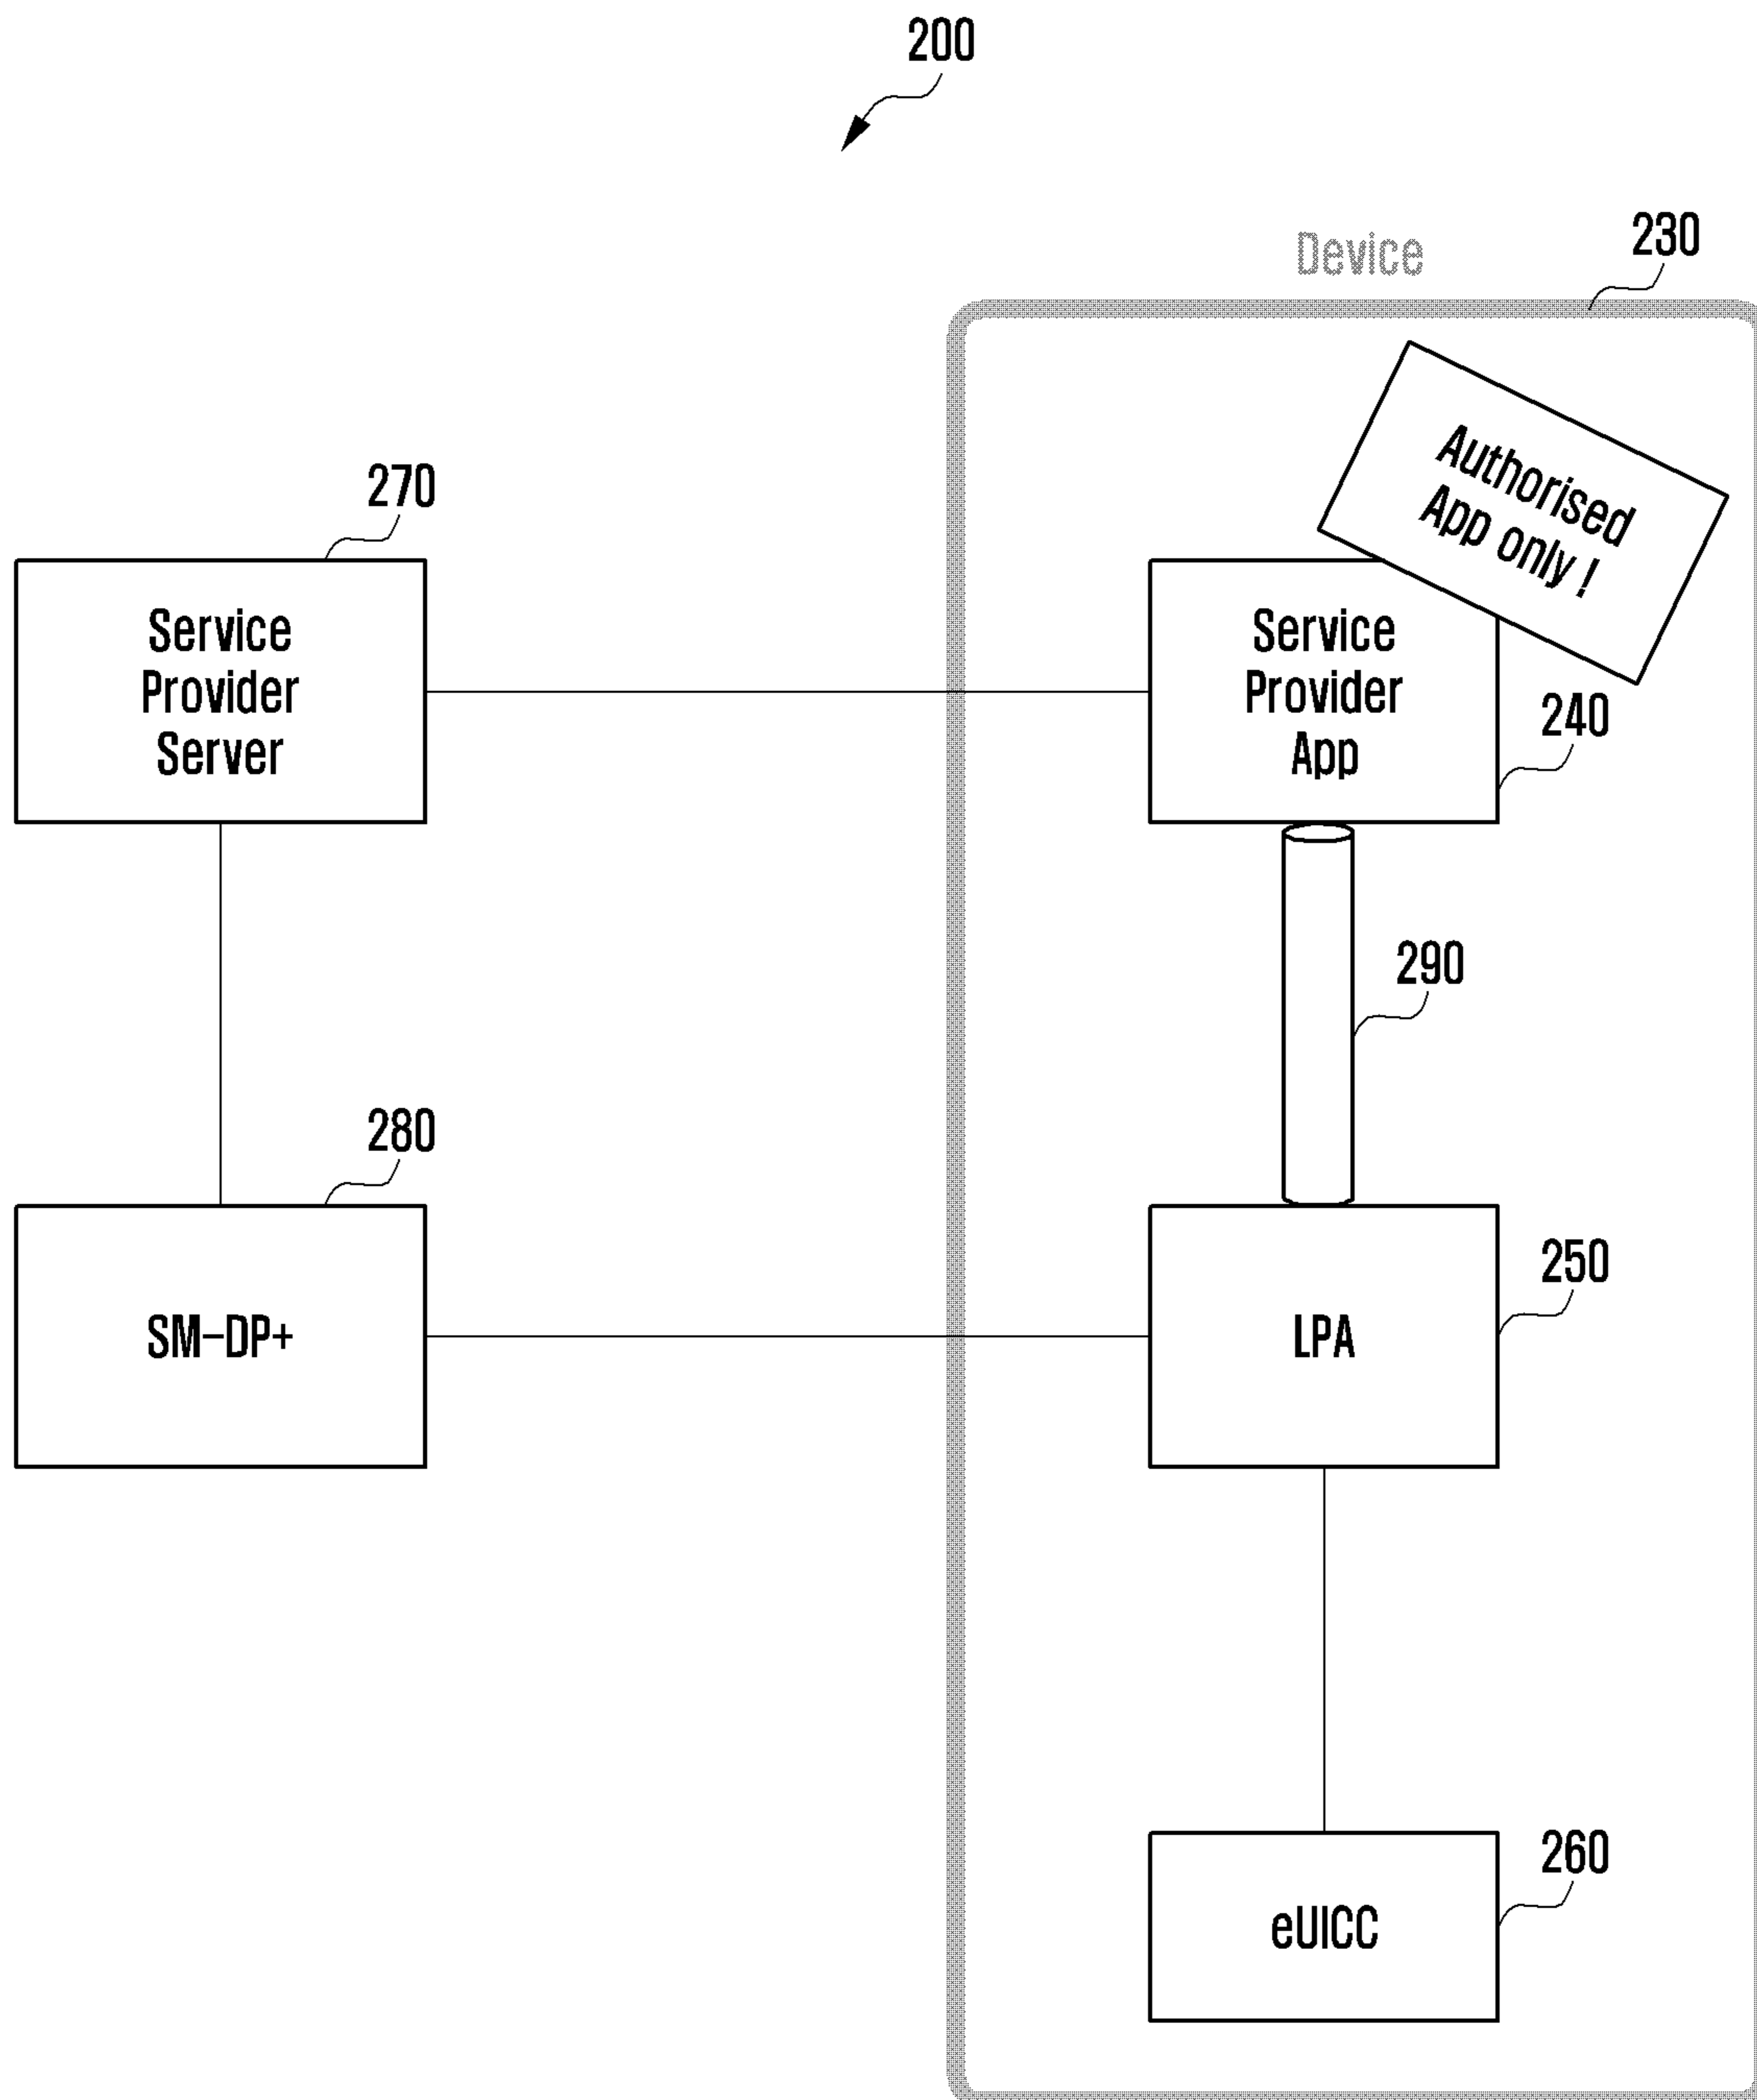 200
Device
230
Authorised
App only !
270
Service
Provider
Server
Service
Provider
App
240
290
280
SM-DP+
250
LPA
260
eUICC